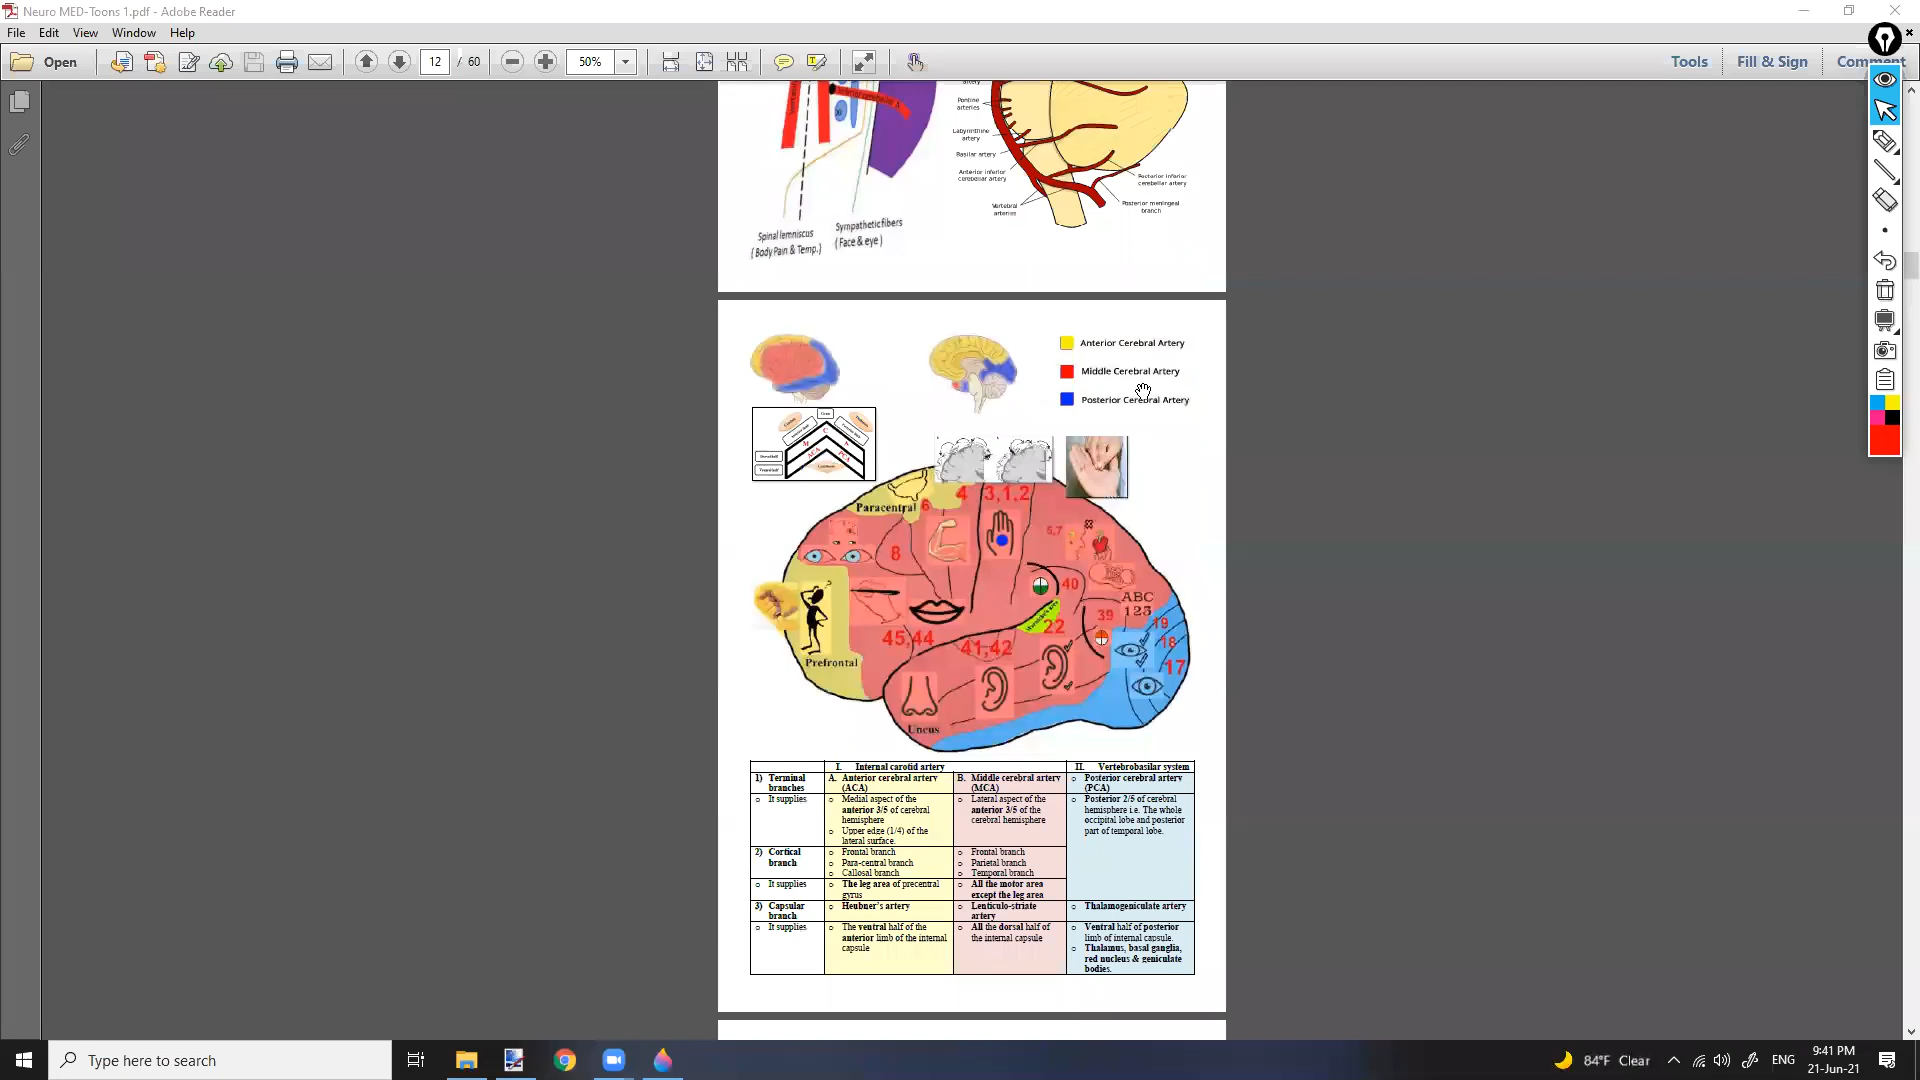 Neuro MED-Toons 1.pdf - Adobe Reader
File Edit View Window Help
Open 12 / 60 50% Tools Fill & Sign Comment
artery
Pontine
arteries
Labyrinthine
artery
Basilar artery
Anterior inferior
cerebellar artery
Vertebral
arteries
Posterior inferior
cerebellar artery
Posterior meningeal
branch
Spinal lemniscus
(Body Pain & Temp.)
Sympathetic fibers
(Face & eye)
Anterior Cerebral Artery
Middle Cerebral Artery
Posterior Cerebral Artery
M C A
ACA PCA
Paracentral 6 4 3,1,2
5,7
8
40
ABC
123
39
19
22
18
45,44
41,42
17
Prefrontal
Uncus
I. Internal carotid artery II. Vertebrobasilar system
1) Terminal branches
A. Anterior cerebral artery (ACA)
B. Middle cerebral artery (MCA)
Posterior cerebral artery (PCA)
It supplies
Medial aspect of the anterior 3/5 of cerebral hemisphere
Upper edge (1/4) of the lateral surface.
Lateral aspect of the anterior 3/5 of the cerebral hemisphere
Posterior 2/5 of cerebral hemisphere i.e. The whole occipital lobe and posterior part of temporal lobe.
2) Cortical branch
Frontal branch
Para-central branch
Callosal branch
Frontal branch
Parietal branch
Temporal branch
It supplies
The leg area of precentral gyrus
All the motor area except the leg area
3) Capsular branch
Heubner's artery
Lenticulo-striate artery
Thalamogeniculate artery
It supplies
The ventral half of the anterior limb of the internal capsule
All the dorsal half of the internal capsule
Ventral half of posterior limb of internal capsule.
Thalamus, basal ganglia, red nucleus & geniculate bodies.
Type here to search
84°F Clear ENG
9:41 PM
21-Jun-21